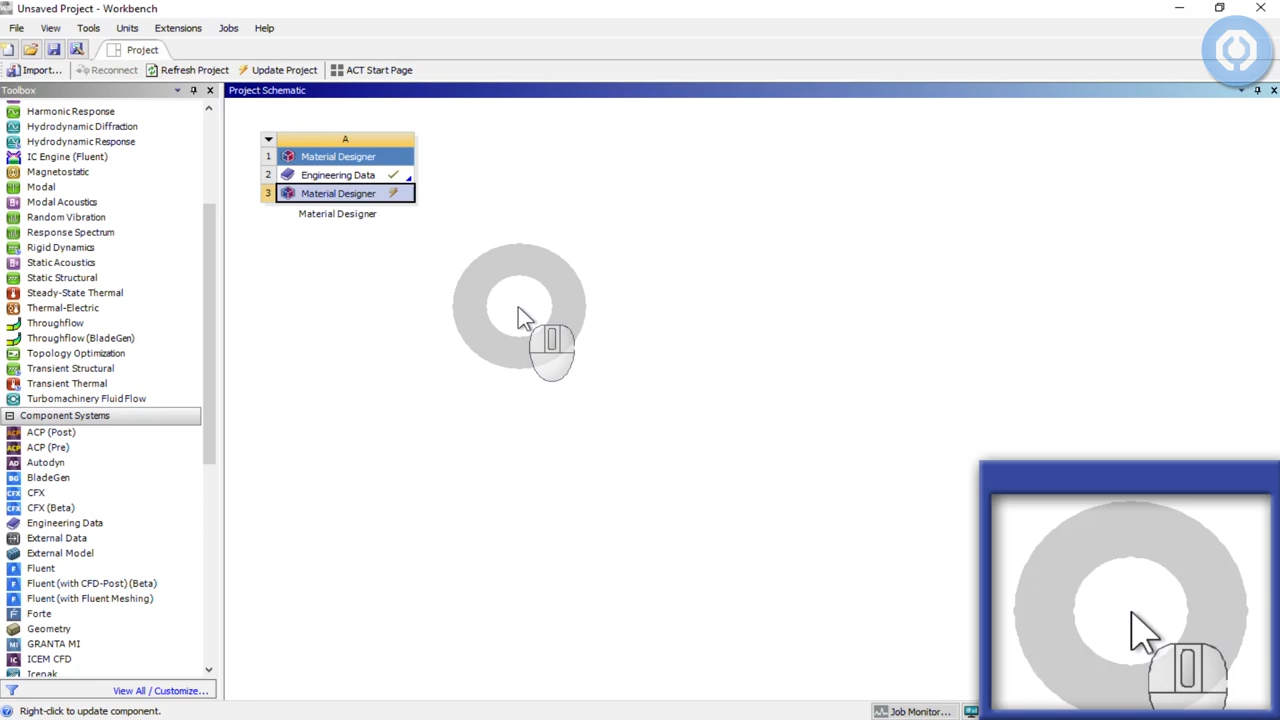 Unsaved Project - Workbench
File View Tools Units Extensions Jobs Help
Project
Import... Reconnect Refresh Project Update Project ACT Start Page
Toolbox
Harmonic Response
Hydrodynamic Diffraction
Hydrodynamic Response
IC Engine (Fluent)
Magnetostatic
Modal
Modal Acoustics
Random Vibration
Response Spectrum
Rigid Dynamics
Static Acoustics
Static Structural
Steady-State Thermal
Thermal-Electric
Throughflow
Throughflow (BladeGen)
Topology Optimization
Transient Structural
Transient Thermal
Turbomachinery Fluid Flow
Component Systems
ACP (Post)
ACP (Pre)
Autodyn
BladeGen
CFX
CFX (Beta)
Engineering Data
External Data
External Model
Fluent
Fluent (with CFD-Post) (Beta)
Fluent (with Fluent Meshing)
Forte
Geometry
GRANTA MI
ICEM CFD
Icepak
View All / Customize...
Project Schematic
A
1 Material Designer
2 Engineering Data
3 Material Designer
Material Designer
Right-click to update component.
Job Monitor...